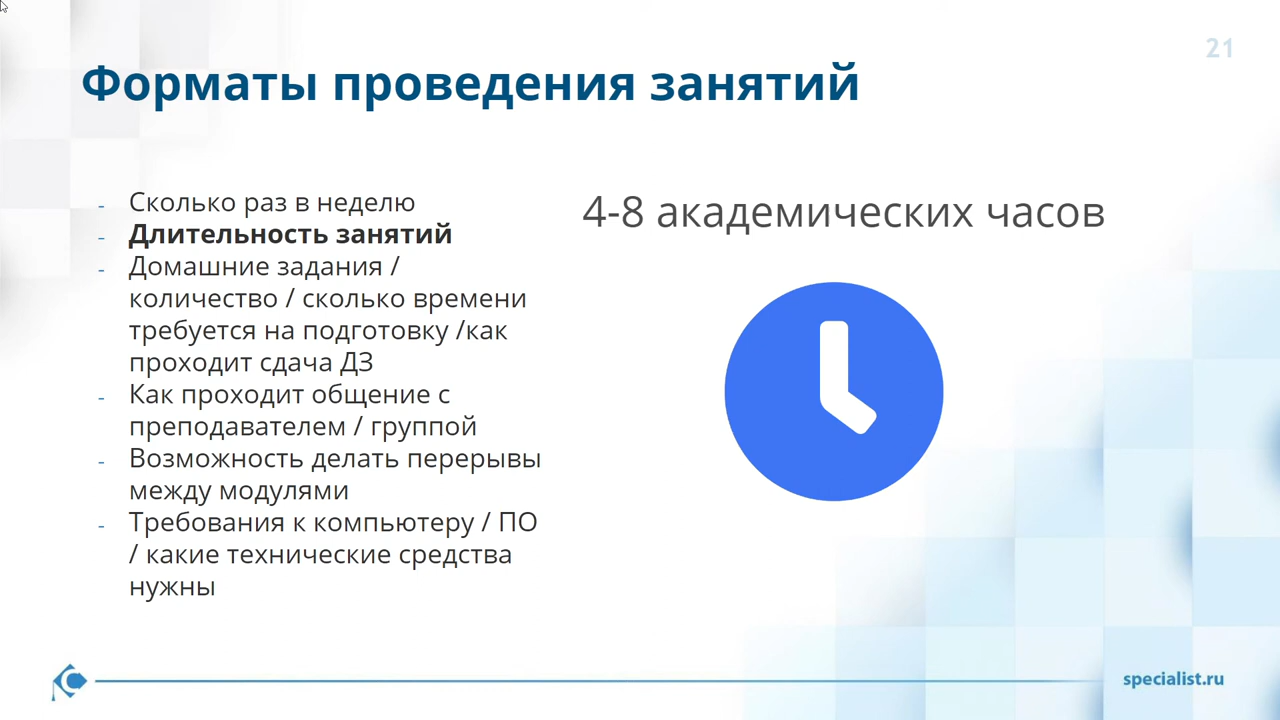 21
Форматы проведения занятий
- Сколько раз в неделю
- Длительность занятий
- Домашние задания /
количество / сколько времени
требуется на подготовку /как
проходит сдача ДЗ
- Как проходит общение с
преподавателем / группой
- Возможность делать перерывы
между модулями
- Требования к компьютеру / ПО
/ какие технические средства
нужны
4-8 академических часов
specialist.ru